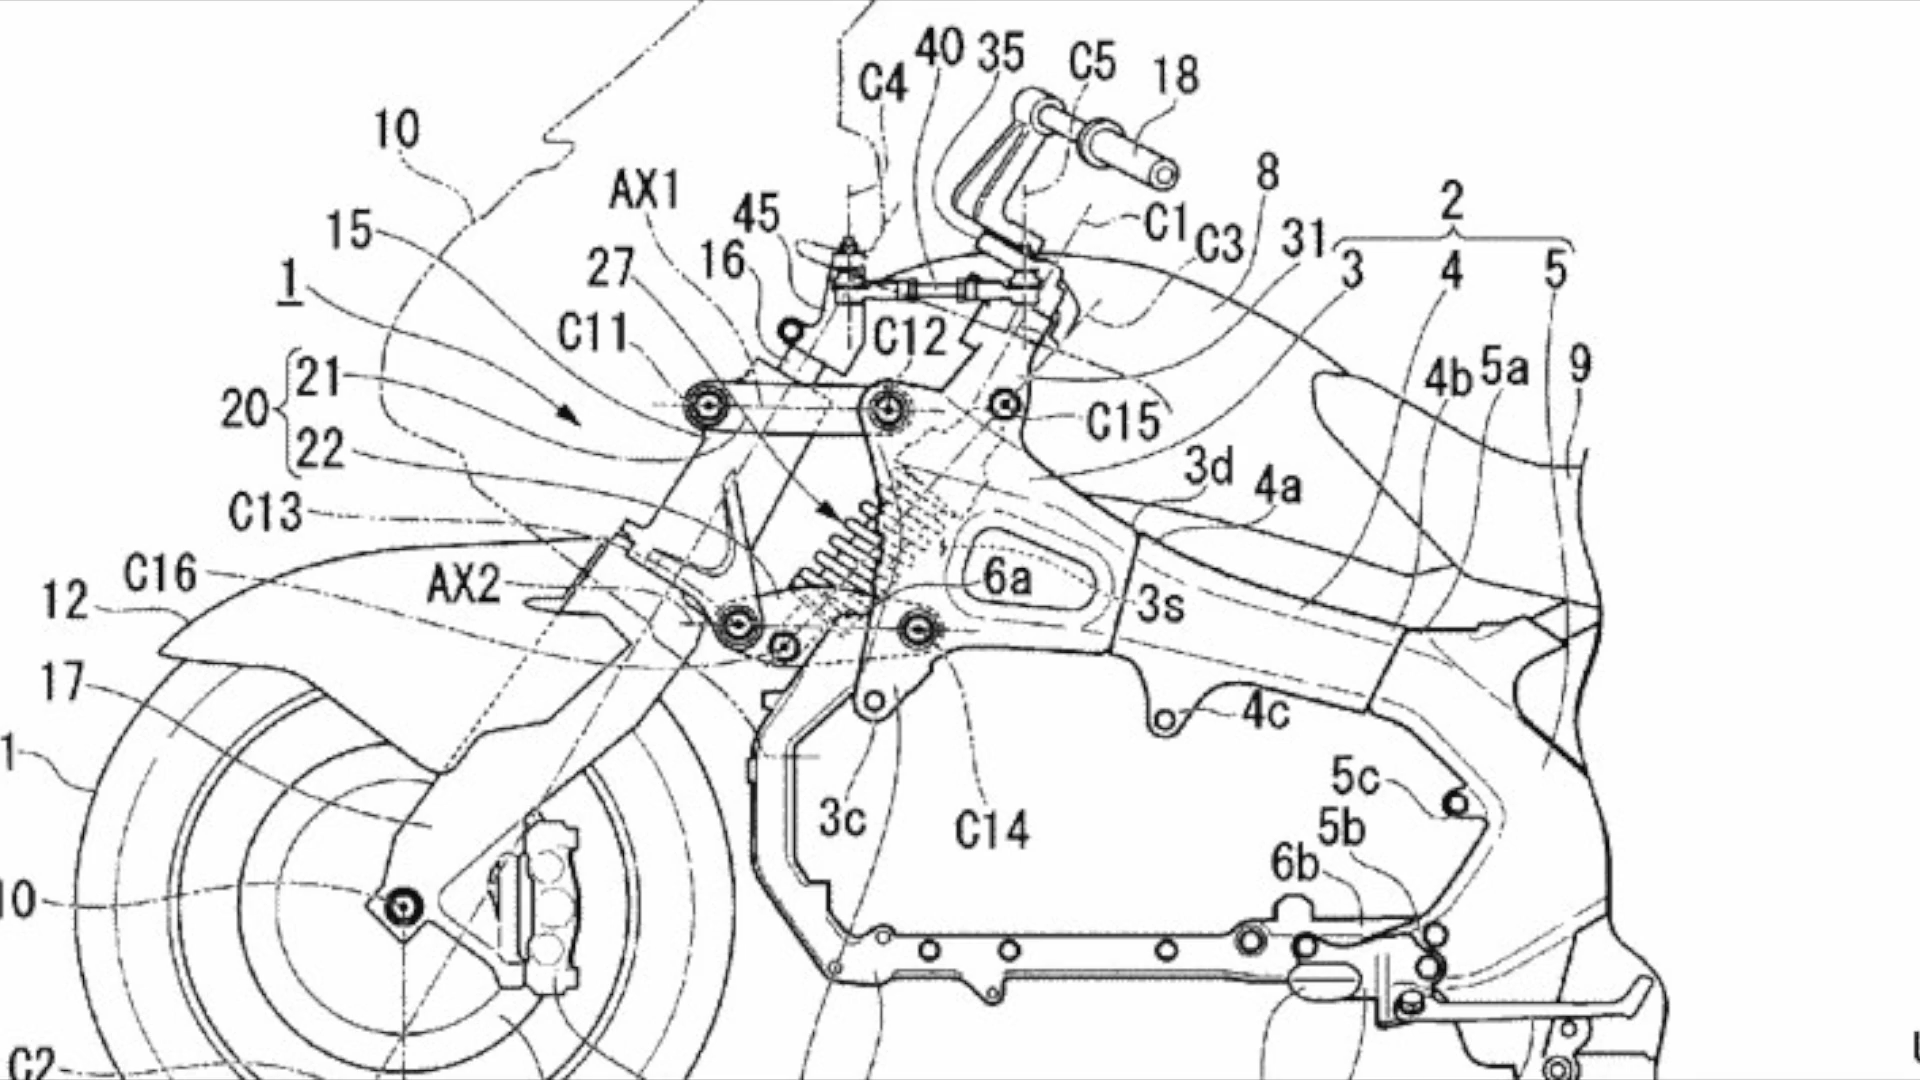 40 35 C5
C4 18
10
AX1 8
45 2
15 C1 31
27 16 C3 3 4 5
1
C11 C12
21 4b 5a 9
20 C15
22 3d
4a
C13
C16 AX2 6a
12 3s
17
4c
1
5c
3c C14 5b
6b
10
C2